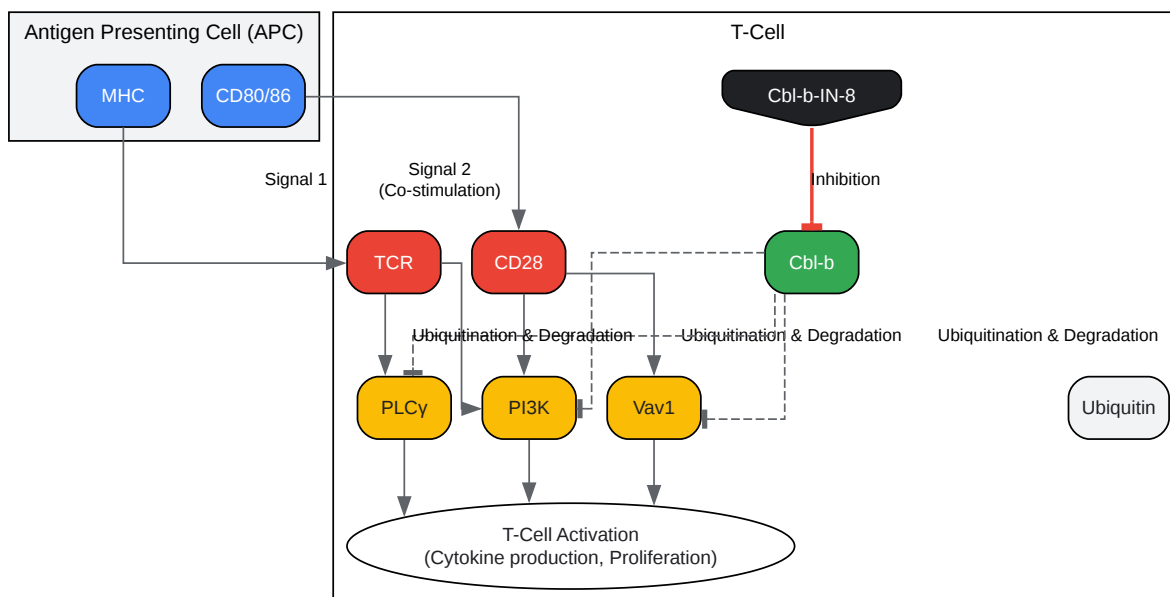 Antigen Presenting Cell (APC)
T-Cell
MHC
CD80/86
Cbl-b-IN-8
Signal 1
Signal 2
(Co-stimulation)
Inhibition
TCR
CD28
Cbl-b
Ubiquitination & Degradation
Ubiquitination & Degradation
Ubiquitination & Degradation
PLCγ
PI3K
Vav1
Ubiquitin
T-Cell Activation
(Cytokine production, Proliferation)